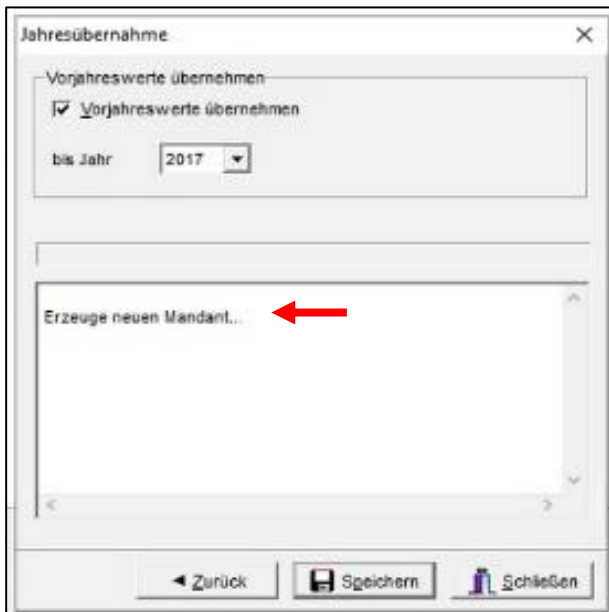 Jahresübernahme
Vorjahreswerte übernehmen
Vorjahreswerte übernehmen
bis Jahr 2017
Erzeuge neuen Mandant...
Zurück Speichern Schließen